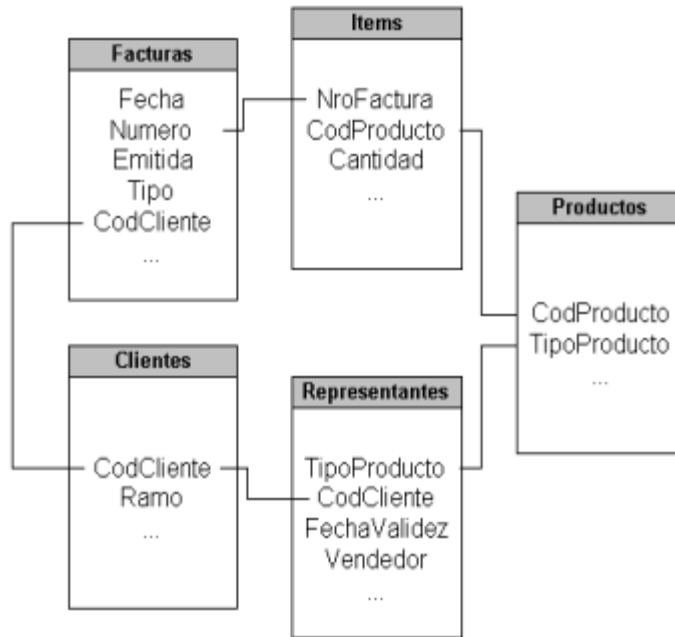 Facturas
Fecha
Numero
Emitida
Tipo
CodCliente
...
Items
NroFactura
CodProducto
Cantidad
...
Productos
CodProducto
TipoProducto
...
Clientes
CodCliente
Ramo
...
Representantes
TipoProducto
CodCliente
FechaValidez
Vendedor
...